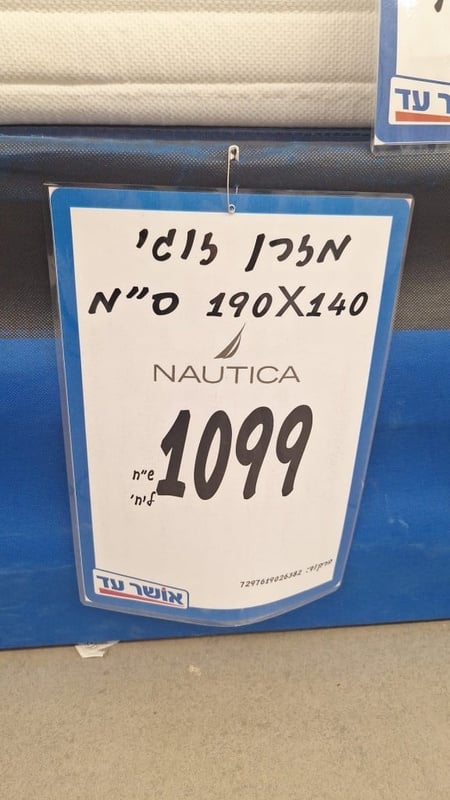 ר עד
מזרן זוגי
190X140 ס״מ
NAUTICA
1099
ש״ח
ליח׳
7297619026382
אושר עד